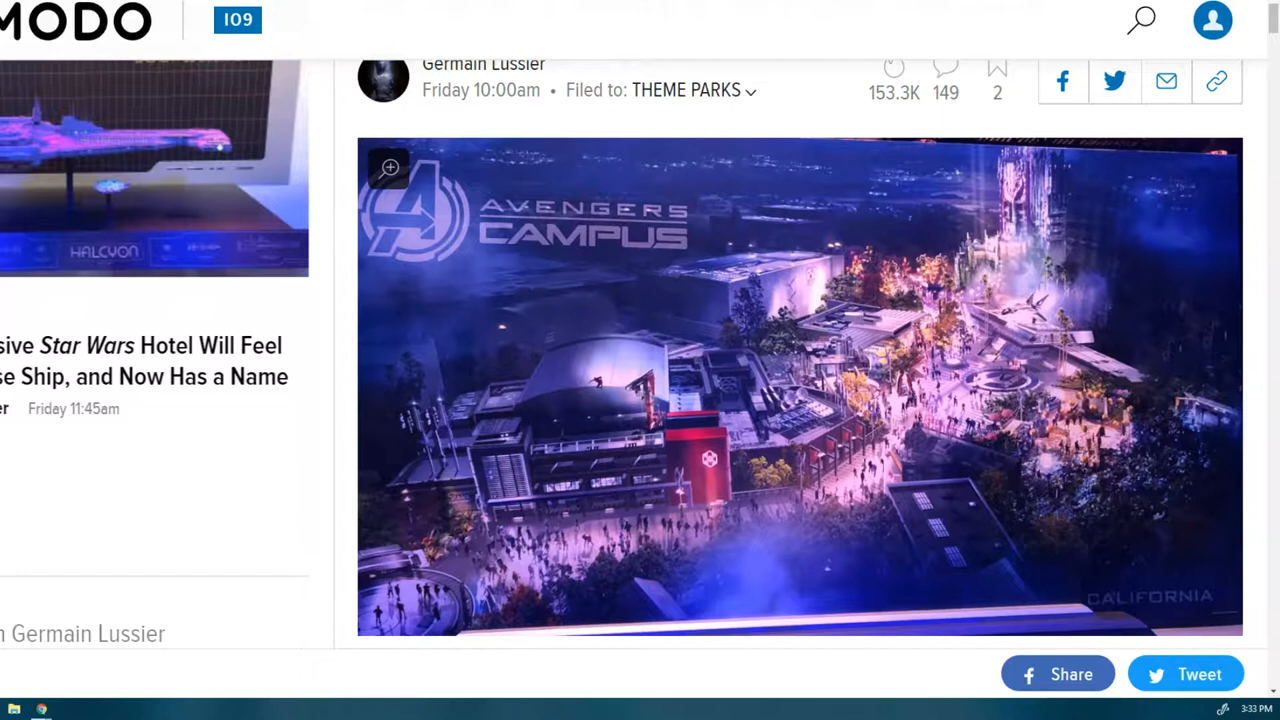 MODO
IO9
Germain Lussier
Friday 10:00am • Filed to: THEME PARKS
153.3K 149 2
HALCYON
AVENGERS
CAMPUS
CALIFORNIA
sive Star Wars Hotel Will Feel
se Ship, and Now Has a Name
er Friday 11:45am
n Germain Lussier
Share
Tweet
3:33 PM